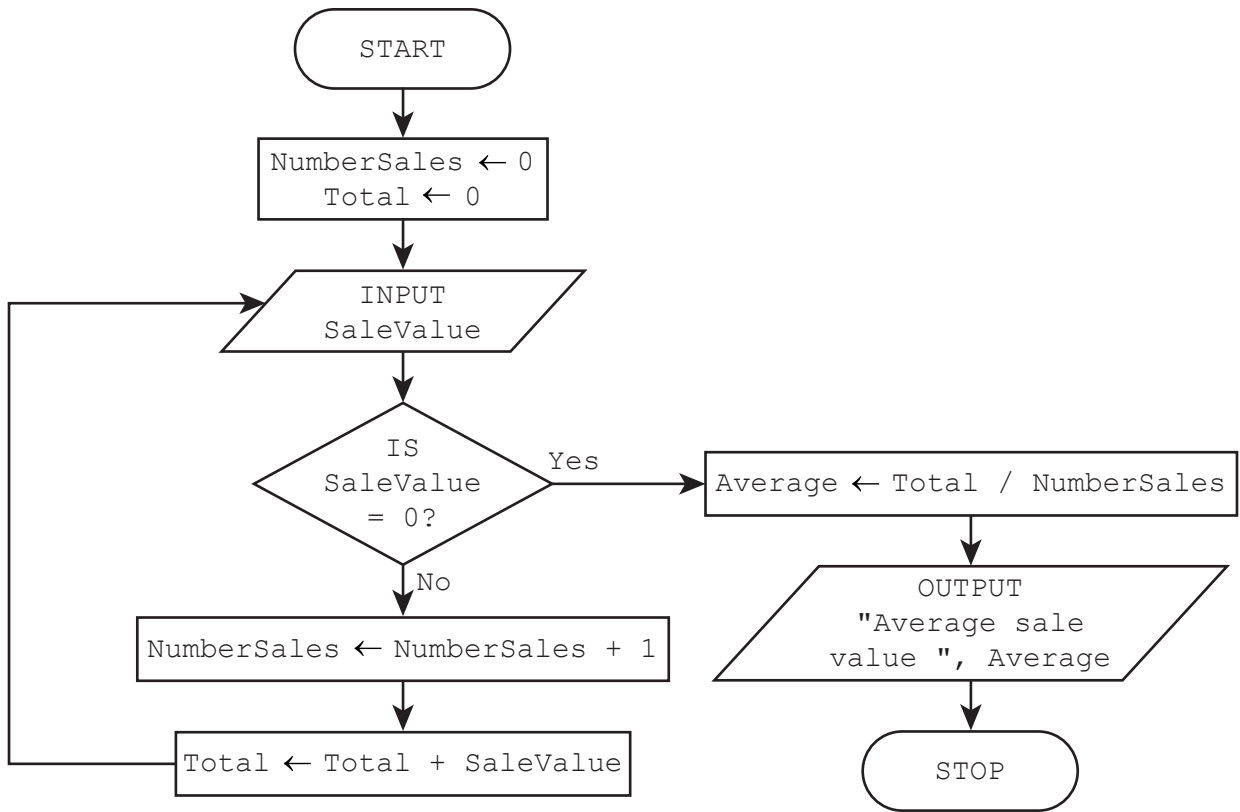 START
NumberSales ← 0
Total ← 0
INPUT
SaleValue
IS
SaleValue
= 0?
Yes
No
NumberSales ← NumberSales + 1
Total ← Total + SaleValue
Average ← Total / NumberSales
OUTPUT
"Average sale
value ", Average
STOP